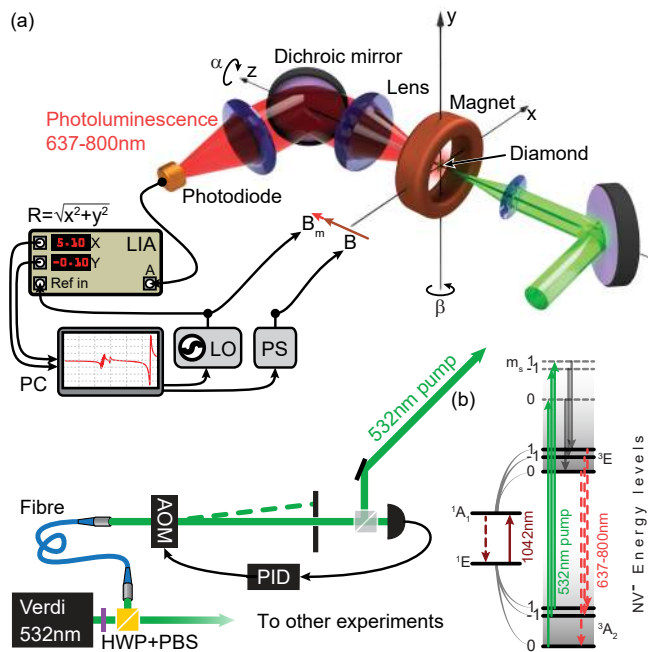 (a)
y
Dichroic mirror
α
z
Lens
Magnet
x
Photoluminescence
637-800nm
Diamond
Photodiode
R=√x²+y²
Bm
B
5.10 X
LIA
-0.10 Y
A
Ref in
β
LO
PS
PC
532nm pump
(b)
ms
1
-1
0
1
-1
0
³E
Fibre
AOM
¹A₁
1042nm
532nm pump
637-800nm
NV⁻ Energy levels
¹E
PID
1
-1
³A₂
0
Verdi
532nm
HWP+PBS
To other experiments